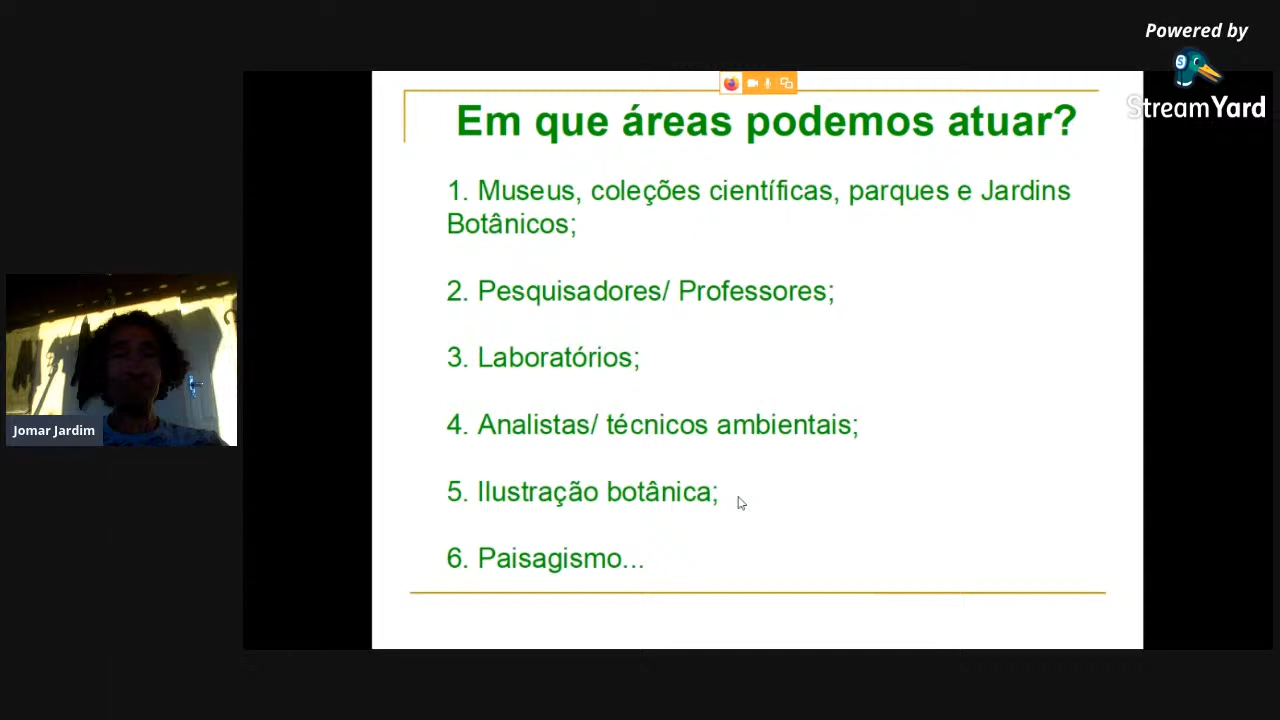 Powered by
StreamYard
Em que áreas podemos atuar?
1. Museus, coleções científicas, parques e Jardins
Botânicos;
2. Pesquisadores/ Professores;
3. Laboratórios;
4. Analistas/ técnicos ambientais;
5. Ilustração botânica;
6. Paisagismo...
Jomar Jardim